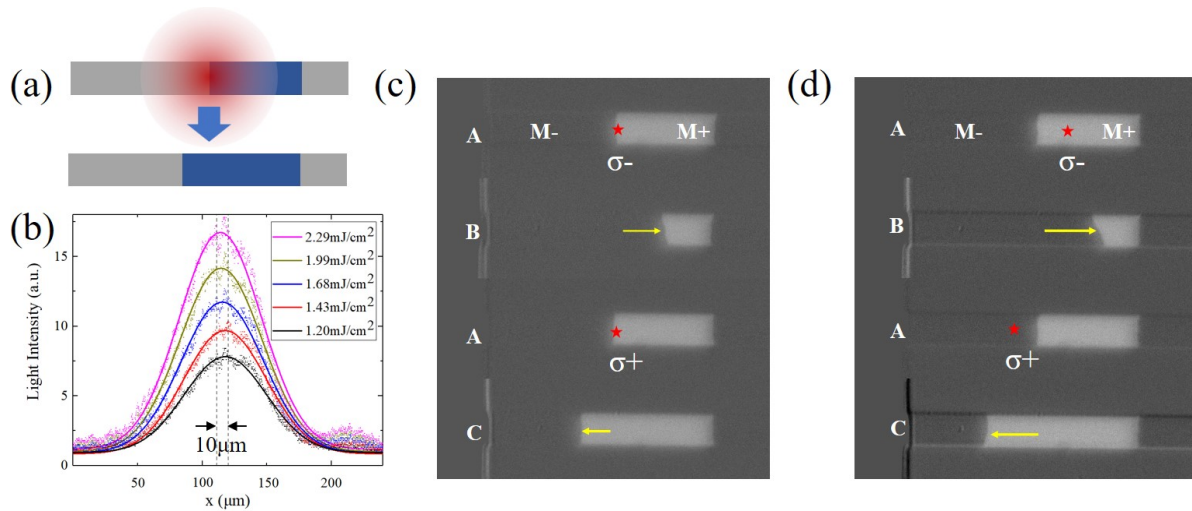 (a)
(b)
Light Intensity (a.u.)
15
10
5
0
50
100
150
200
x (μm)
2.29mJ/cm²
1.99mJ/cm²
1.68mJ/cm²
1.43mJ/cm²
1.20mJ/cm²
10μm
(c)
A
M-
M+
σ-
B
A
σ+
C
(d)
A
M-
M+
σ-
B
A
σ+
C